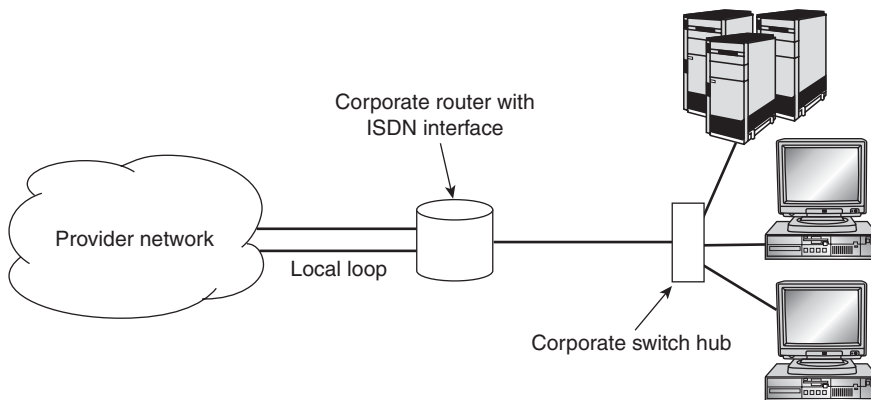 Corporate router with
ISDN interface
Provider network
Local loop
Corporate switch hub